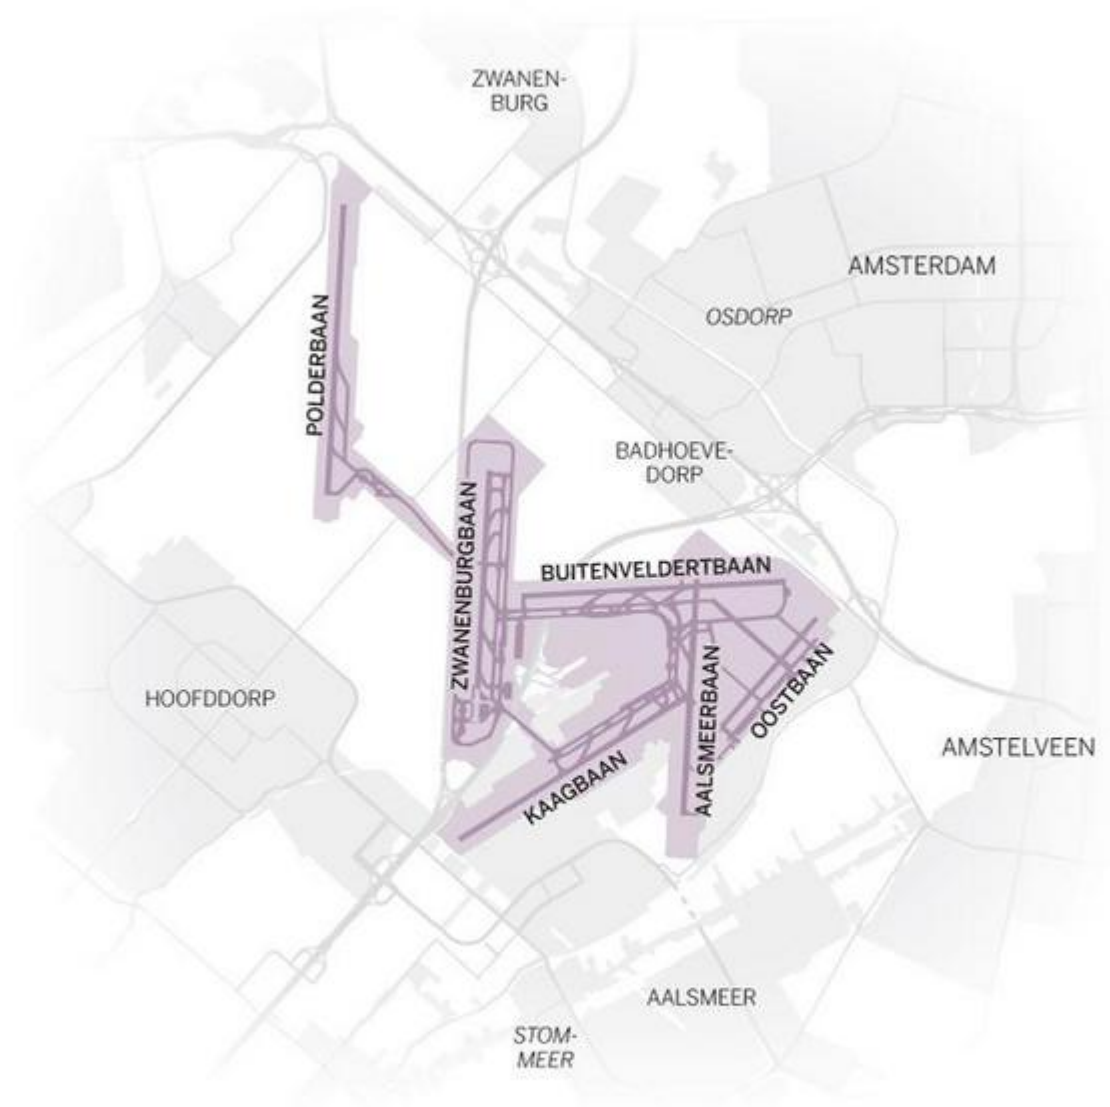 ZWANEN-
BURG
AMSTERDAM
OSDORP
POLDERBAAN
BADHOEVE-
DORP
ZWANENBURGBAAN
BUITENVELDERTBAAN
HOOFDDORP
AALSMEERBAAN
OOSTBAAN
AMSTELVEEN
KAAGBAAN
AALSMEER
STOM-
MEER